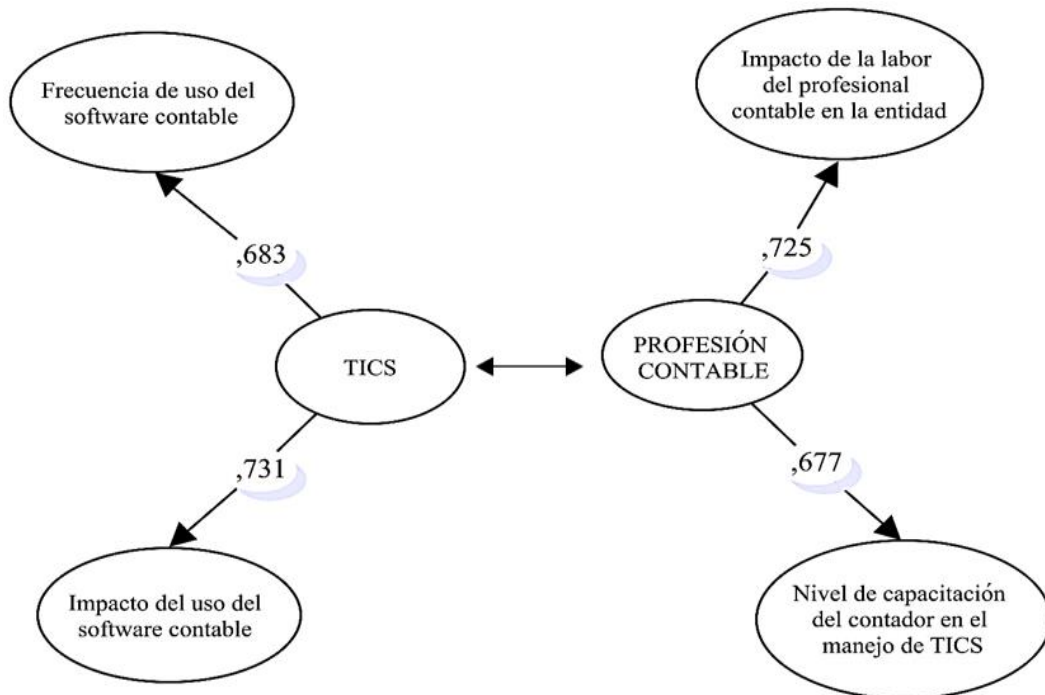 Frecuencia de uso del
software contable
,683
TICS
,731
Impacto del uso del
software contable
Impacto de la labor
del profesional
contable en la entidad
,725
PROFESIÓN
CONTABLE
,677
Nivel de capacitación
del contador en el
manejo de TICS